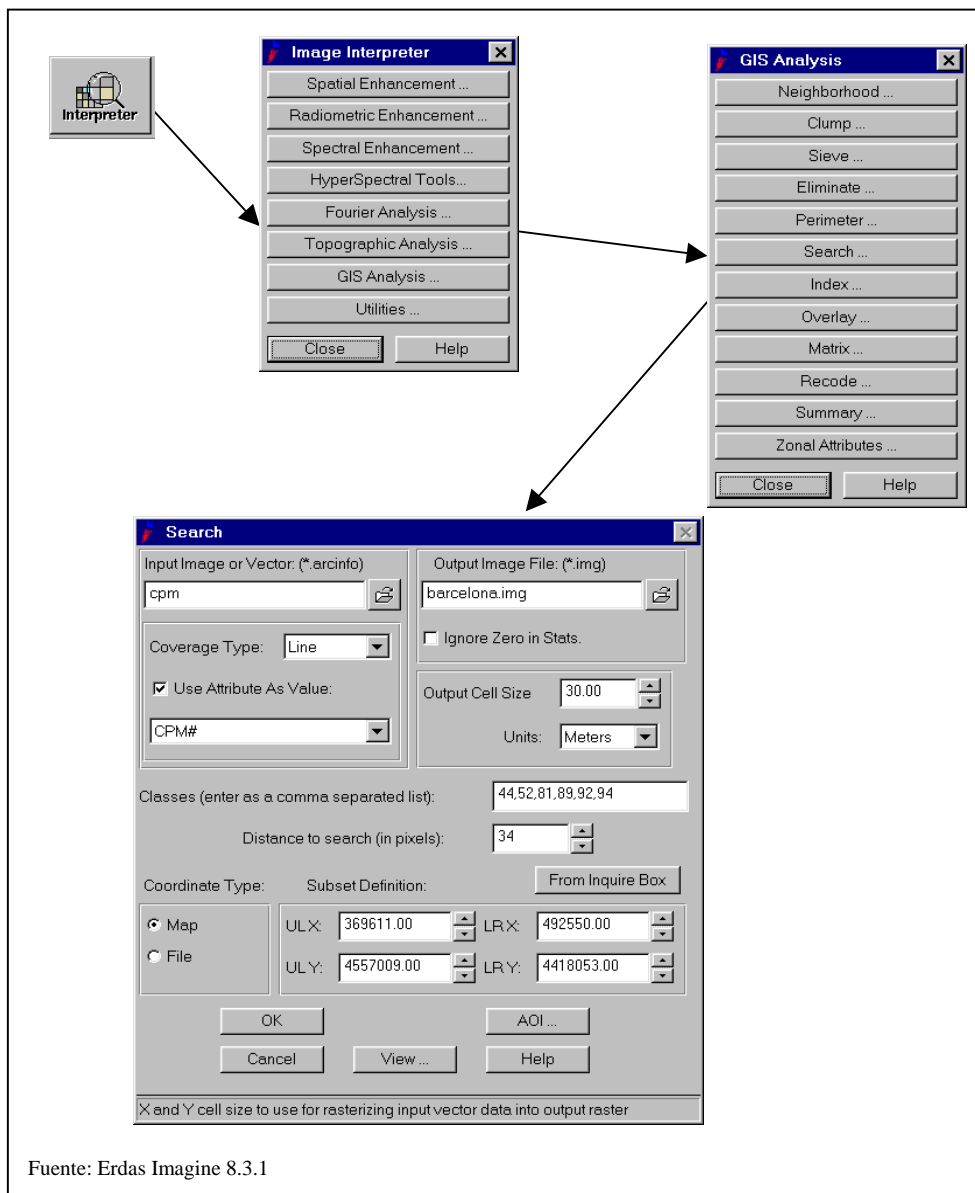 Interpreter
Image Interpreter
Spatial Enhancement ...
Radiometric Enhancement ...
Spectral Enhancement ...
HyperSpectral Tools...
Fourier Analysis ...
Topographic Analysis ...
GIS Analysis ...
Utilities ...
Close Help
GIS Analysis
Neighborhood ...
Clump ...
Sieve ...
Eliminate ...
Perimeter ...
Search ...
Index ...
Overlay ...
Matrix ...
Recode ...
Summary ...
Zonal Attributes ...
Close Help
Search
Input Image or Vector: (*.arcinfo) Output Image File: (*.img)
cpm barcelona.img
Coverage Type: Line Ignore Zero in Stats.
Use Attribute As Value: Output Cell Size 30.00
CPM# Units: Meters
Classes (enter as a comma separated list): 44,52,81,89,92,94
Distance to search (in pixels): 34
Coordinate Type: Subset Definition: From Inquire Box
Map ULX: 369611.00 LRX: 492550.00
File ULY: 4557009.00 LRY: 4418053.00
OK AOI ...
Cancel View ... Help
X and Y cell size to use for rasterizing input vector data into output raster
Fuente: Erdas Imagine 8.3.1